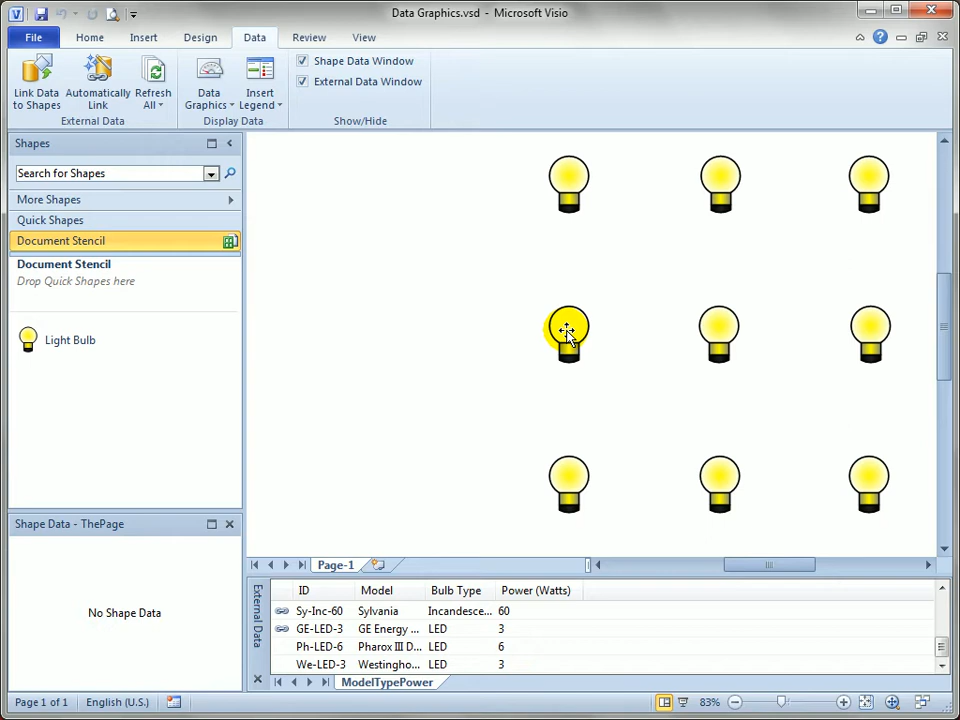 Data Graphics.vsd - Microsoft Visio
File Home Insert Design Data Review View
Link Data to Shapes
Automatically Link
Refresh All
External Data
Data Graphics
Insert Legend
Display Data
Shape Data Window
External Data Window
Show/Hide
Shapes
Search for Shapes
More Shapes
Quick Shapes
Document Stencil
Document Stencil
Drop Quick Shapes here
Light Bulb
Shape Data - ThePage
No Shape Data
Page-1
External Data
ID Model Bulb Type Power (Watts)
Sy-Inc-60 Sylvania Incandesce... 60
GE-LED-3 GE Energy ... LED 3
Ph-LED-6 Pharox III D... LED 6
We-LED-3 Westingho... LED 3
ModelTypePower
Page 1 of 1 English (U.S.) 83%